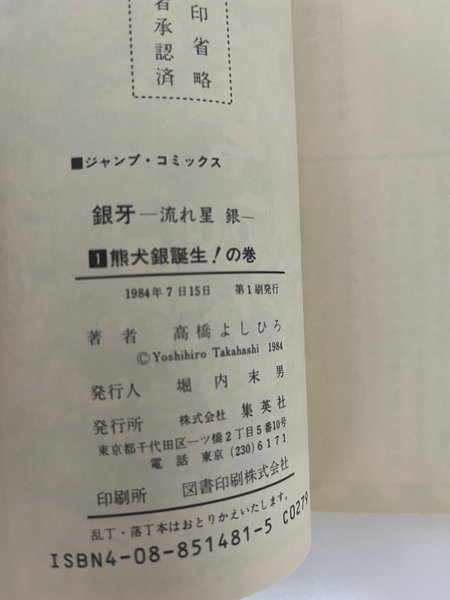 印省略
者承認済
■ジャンプ・コミックス
銀牙―流れ星 銀―
1熊犬銀誕生!の巻
1984年7月15日 第1刷発行
著者 高橋よしひろ
©Yoshihiro Takahashi 1984
発行人 堀内末男
発行所 株式会社 集英社
東京都千代田区一ツ橋2丁目5番10号
電話 東京(230)6171
印刷所 図書印刷株式会社
乱丁・落丁本はおとりかえいたします。
ISBN4-08-851481-5 C0279